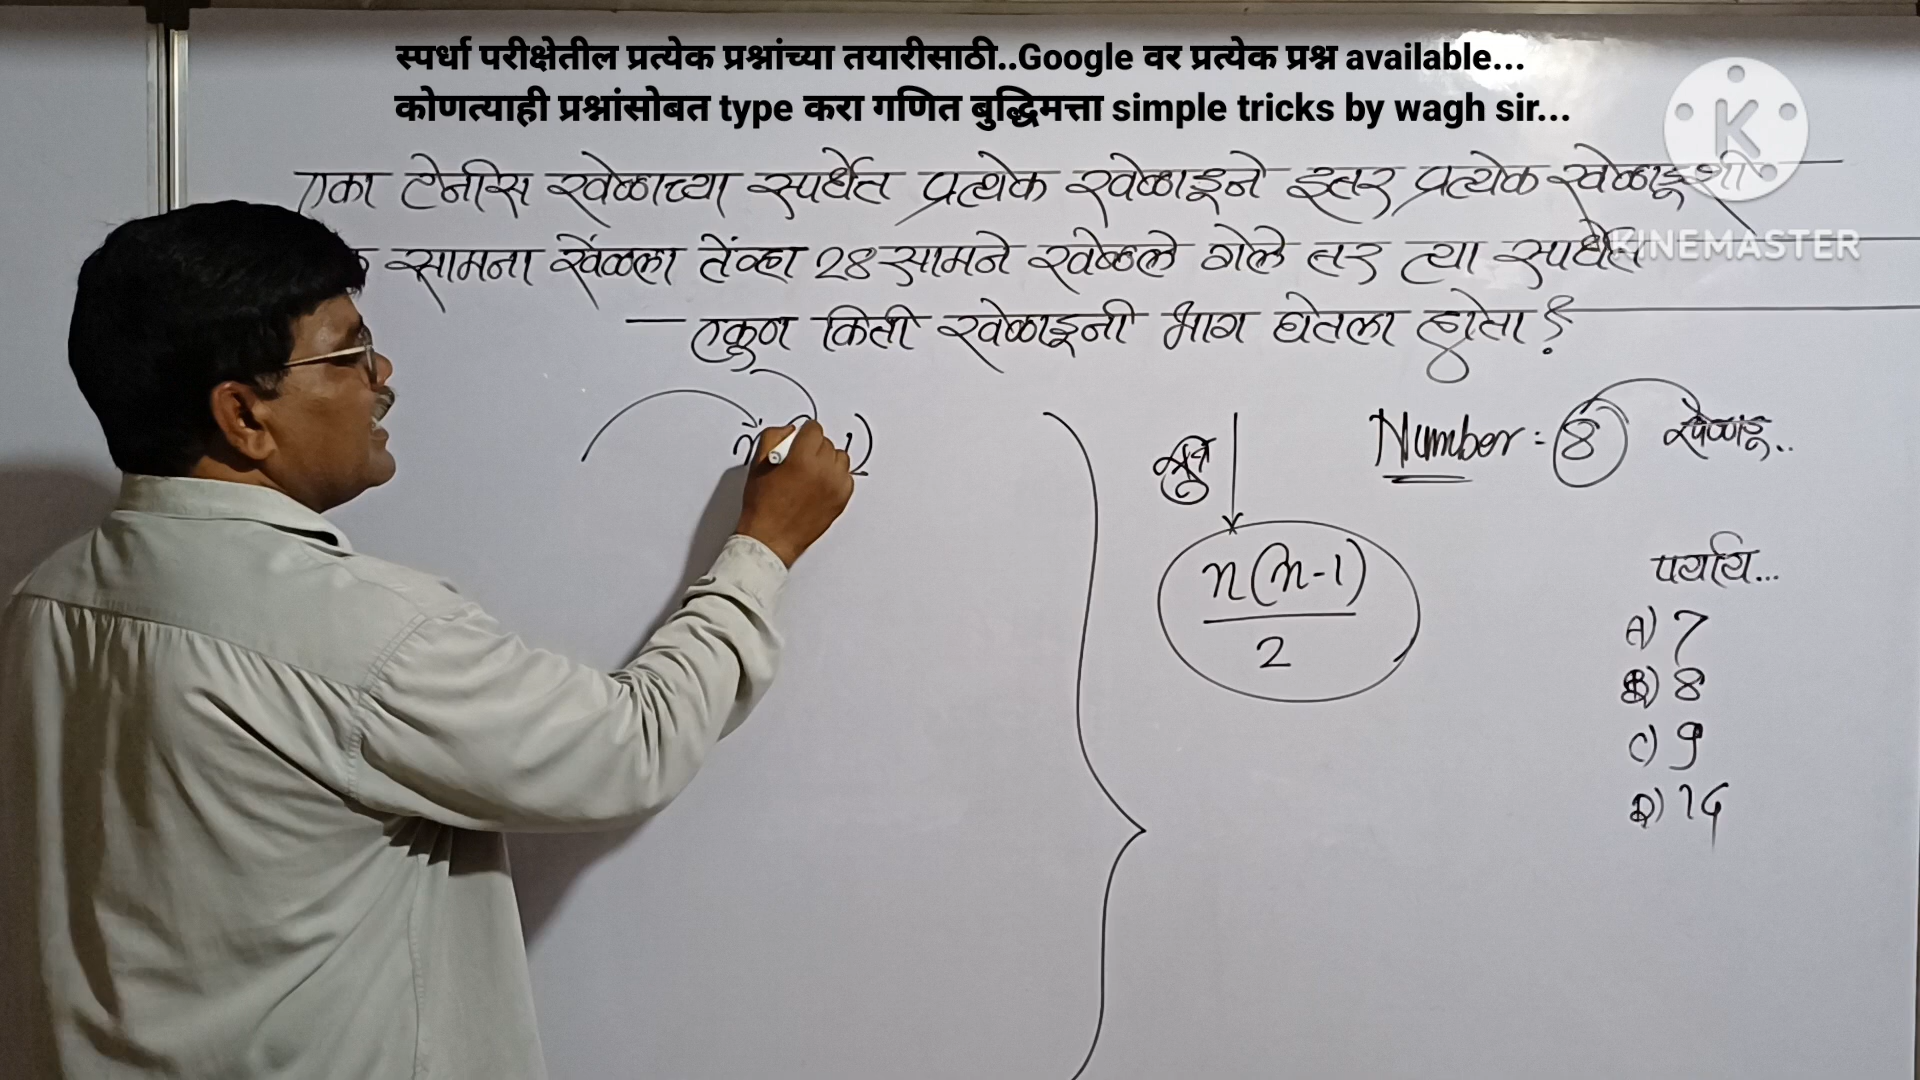 स्पर्धा परीक्षेतील प्रत्येक प्रश्नांच्या तयारीसाठी..Google वर प्रत्येक प्रश्न available...
कोणत्याही प्रश्नांसोबत type करा गणित बुद्धिमत्ता simple tricks by wagh sir...
K
KINEMASTER
एका टेनीस खेळाच्या स्पर्धेत प्रत्येक खेळाडूने इतर प्रत्येक खेळाडूशी
सामना खेळला तेंव्हा 28 सामने खेळले गेले तर त्या स्पर्धेत
एकुण किती खेळाडूनी भाग घेतला होता ?
Number = 8 खेळाडू..
सूत्र
n(n-1)
2
पर्याय...
A) 7
B) 8
C) 9
D) 14